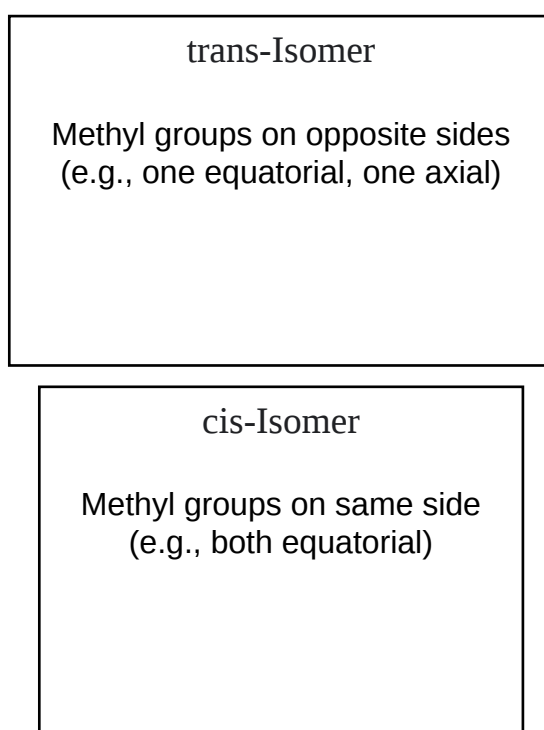 trans-Isomer
Methyl groups on opposite sides
(e.g., one equatorial, one axial)
cis-Isomer
Methyl groups on same side
(e.g., both equatorial)